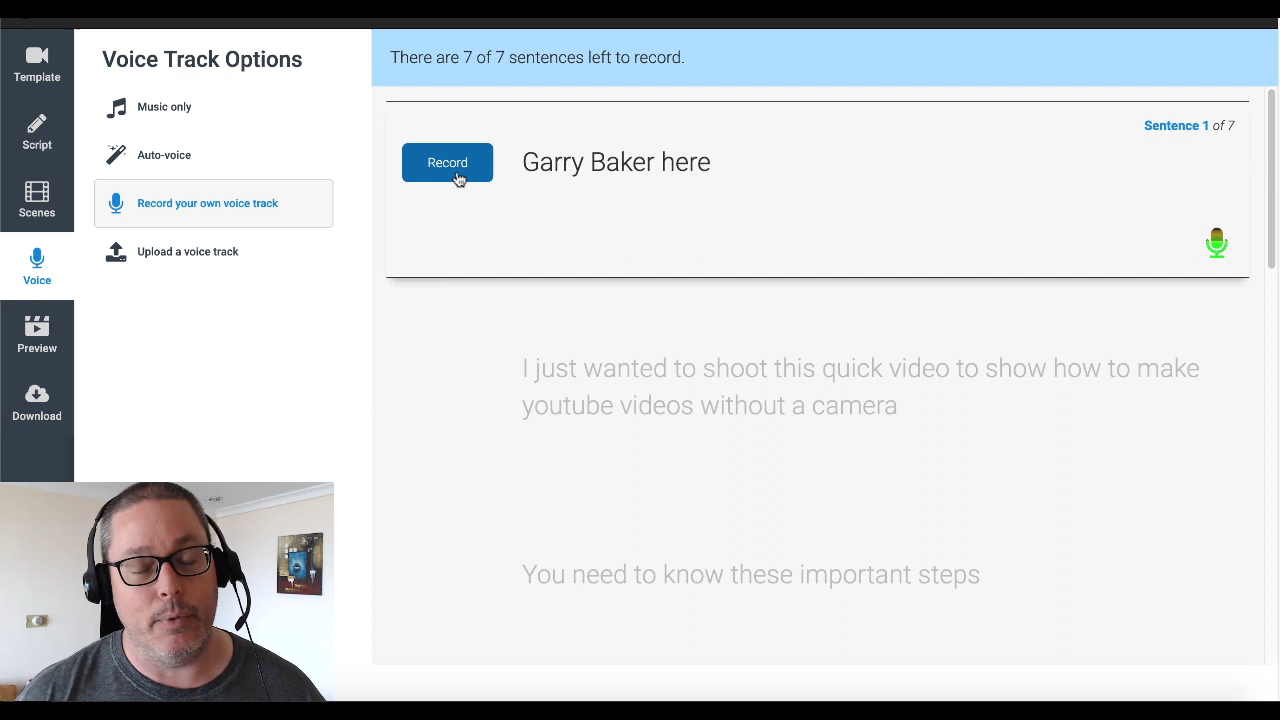 Template
Script
Scenes
Voice
Preview
Download
Voice Track Options
Music only
Auto-voice
Record your own voice track
Upload a voice track
There are 7 of 7 sentences left to record.
Sentence 1 of 7
Record
Garry Baker here
I just wanted to shoot this quick video to show how to make
youtube videos without a camera
You need to know these important steps